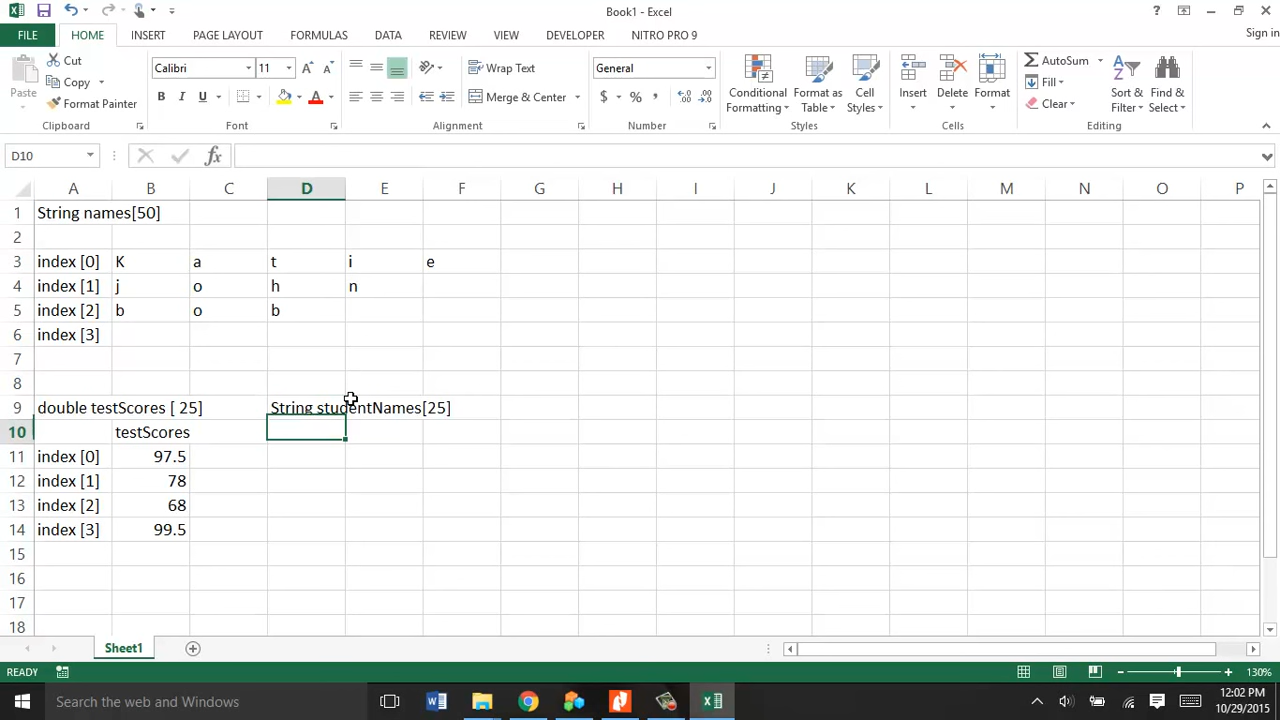 Book1 - Excel
?
FILE HOME INSERT PAGE LAYOUT FORMULAS DATA REVIEW VIEW DEVELOPER NITRO PRO 9 Sign in
Paste
Cut
Copy
Format Painter
Clipboard
Calibri 11
B I U
Font
Wrap Text
Merge & Center
Alignment
General
$ % ,
Number
Conditional Formatting
Format as Table
Cell Styles
Styles
Insert
Delete
Format
Cells
AutoSum
Fill
Clear
Sort & Filter
Find & Select
Editing
D10 fx
A B C D E F G H I J K L M N O P
1 String names[50]
2
3 index [0] K a t i e
4 index [1] j o h n
5 index [2] b o b
6 index [3]
7
8
9 double testScores [ 25] String studentNames[25]
10 testScores
11 index [0] 97.5
12 index [1] 78
13 index [2] 68
14 index [3] 99.5
15
16
17
18
Sheet1
READY 130%
Search the web and Windows
12:02 PM
10/29/2015